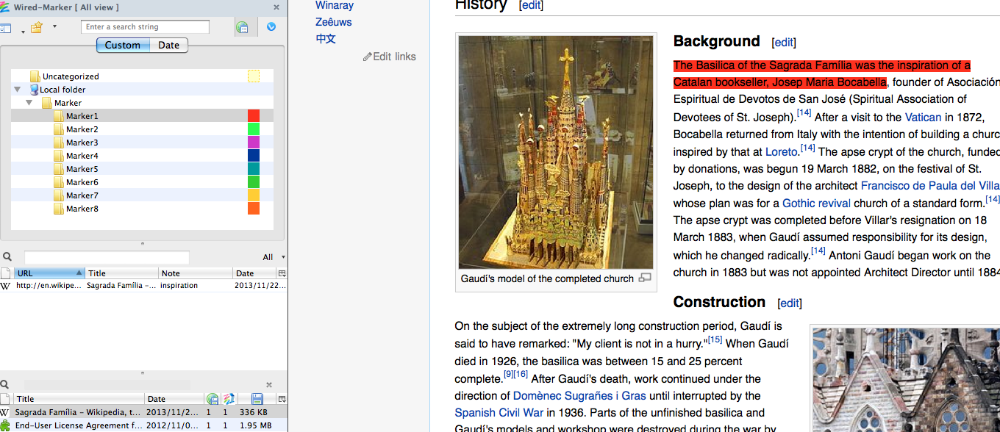 Wired-Marker [ All view ]
Enter a search string
Custom Date
Uncategorized
Local folder
Marker
Marker1
Marker2
Marker3
Marker4
Marker5
Marker6
Marker7
Marker8
All
URL Title Note Date
W http://en.wikipe... Sagrada Família –... inspiration 2013/11/22...
Title Date
W Sagrada Família – Wikipedia, t... 2013/11/2... 1 1 336 KB
End-User License Agreement f... 2012/11/0... 1 1 1.95 MB
Winaray
Zeêuws
中文
Edit links
History [edit]
Gaudí's model of the completed church
Background [edit]
The Basilica of the Sagrada Família was the inspiration of a
Catalan bookseller, Josep Maria Bocabella, founder of Asociación
Espiritual de Devotos de San José (Spiritual Association of
Devotees of St. Joseph).[14] After a visit to the Vatican in 1872,
Bocabella returned from Italy with the intention of building a churc
inspired by that at Loreto.[14] The apse crypt of the church, funded
by donations, was begun 19 March 1882, on the festival of St.
Joseph, to the design of the architect Francisco de Paula del Villa
whose plan was for a Gothic revival church of a standard form.[14]
The apse crypt was completed before Villar's resignation on 18
March 1883, when Gaudí assumed responsibility for its design,
which he changed radically.[14] Antoni Gaudí began work on the
church in 1883 but was not appointed Architect Director until 1884
Construction [edit]
On the subject of the extremely long construction period, Gaudí is
said to have remarked: "My client is not in a hurry."[15] When Gaudí
died in 1926, the basilica was between 15 and 25 percent
complete.[9][16] After Gaudí's death, work continued under the
direction of Domènec Sugrañes i Gras until interrupted by the
Spanish Civil War in 1936. Parts of the unfinished basilica and
Gaudí's models and workshop were destroyed during the war by